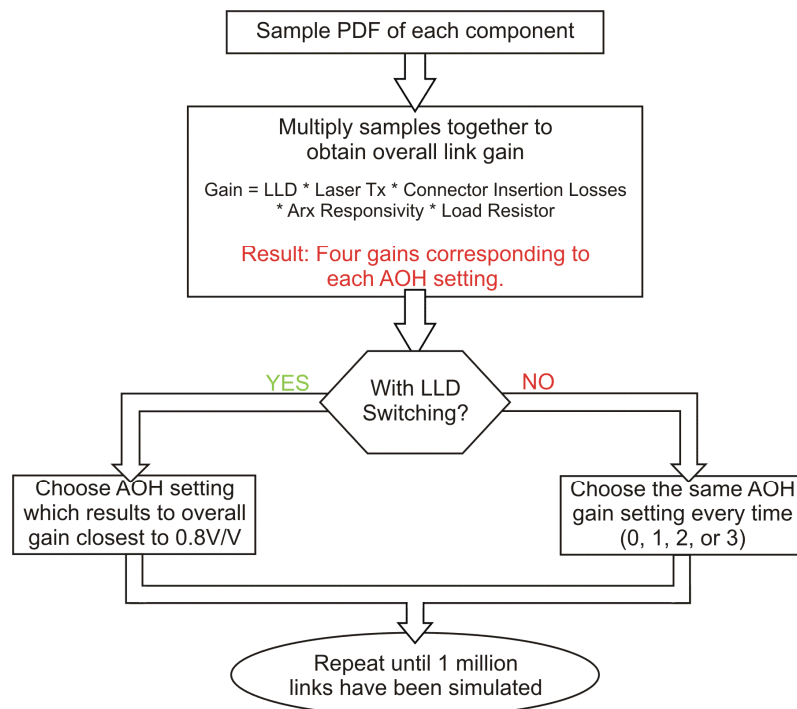 Sample PDF of each component
Multiply samples together to
obtain overall link gain
Gain = LLD * Laser Tx * Connector Insertion Losses
* Arx Responsivity * Load Resistor
Result: Four gains corresponding to
each AOH setting.
YES
With LLD
Switching?
NO
Choose AOH setting
which results to overall
gain closest to 0.8V/V
Choose the same AOH
gain setting every time
(0, 1, 2, or 3)
Repeat until 1 million
links have been simulated